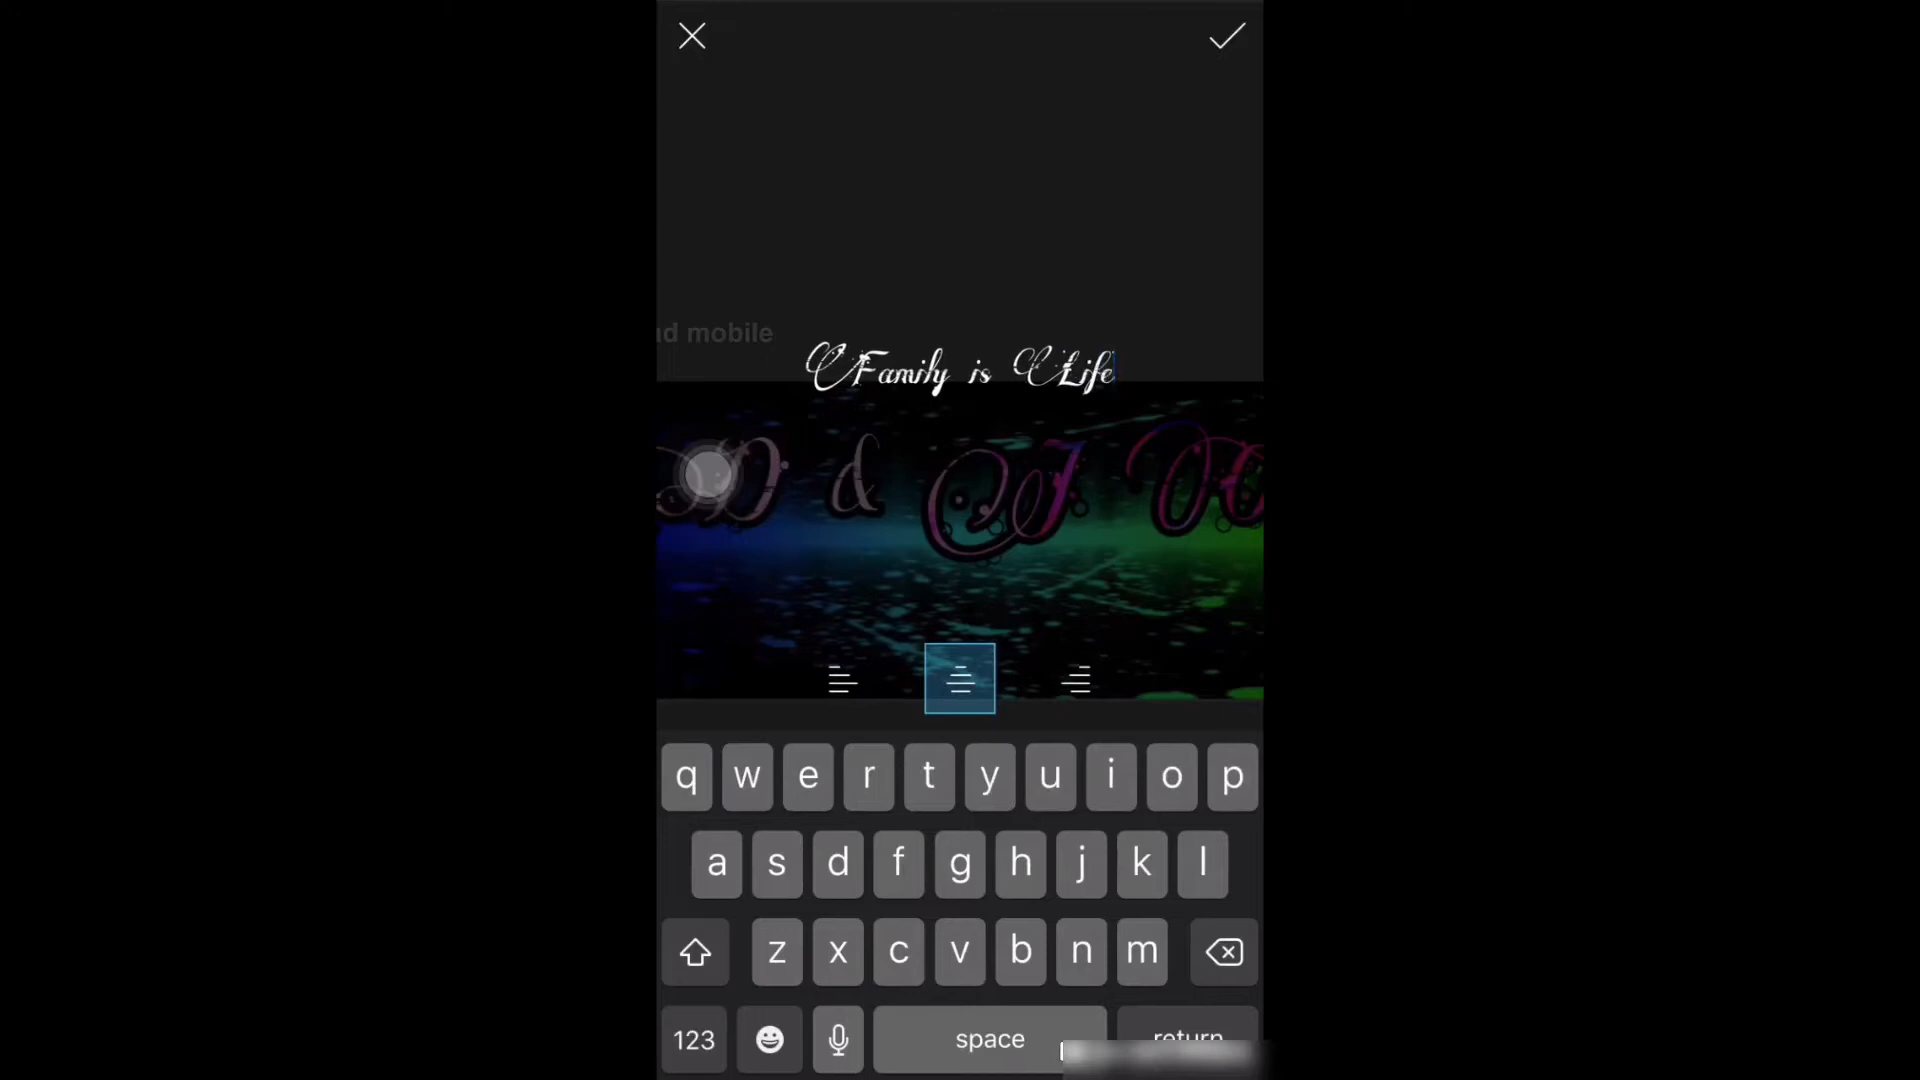 mobile
Family is Life
D & J
q w e r t y u i o p
a s d f g h j k l
z x c v b n m
123 space return